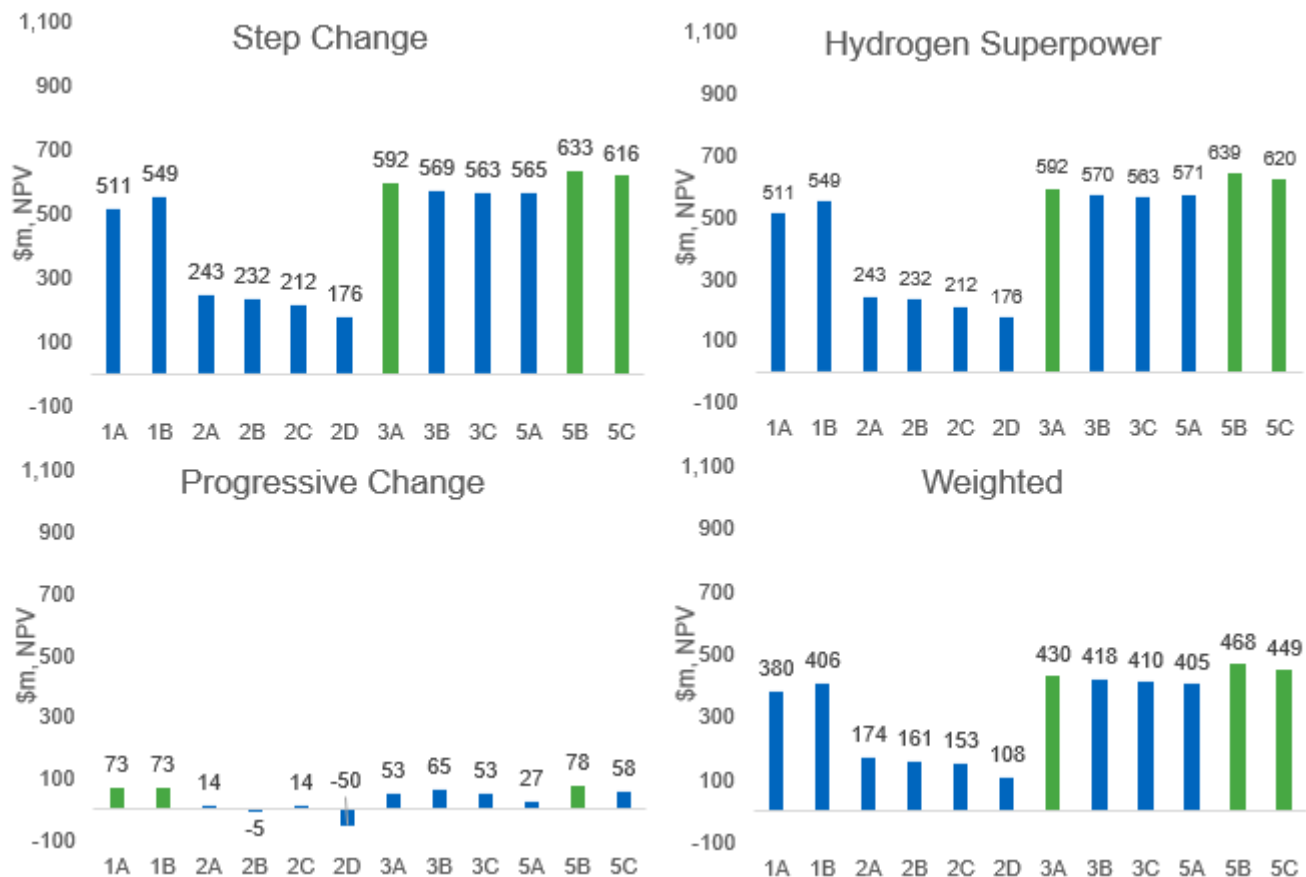 Step Change
1,100
900
700
500
300
100
-100
$m, NPV
511 549 243 232 212 176 592 569 563 565 633 616
1A 1B 2A 2B 2C 2D 3A 3B 3C 5A 5B 5C
Hydrogen Superpower
1,100
900
700
500
300
100
-100
$m, NPV
511 549 243 232 212 176 592 570 563 571 639 620
1A 1B 2A 2B 2C 2D 3A 3B 3C 5A 5B 5C
Progressive Change
1,100
900
700
500
300
100
-100
$m, NPV
73 73 14 -5 14 -50 53 65 53 27 78 58
1A 1B 2A 2B 2C 2D 3A 3B 3C 5A 5B 5C
Weighted
1,100
900
700
500
300
100
-100
$m, NPV
380 406 174 161 153 108 430 418 410 405 468 449
1A 1B 2A 2B 2C 2D 3A 3B 3C 5A 5B 5C